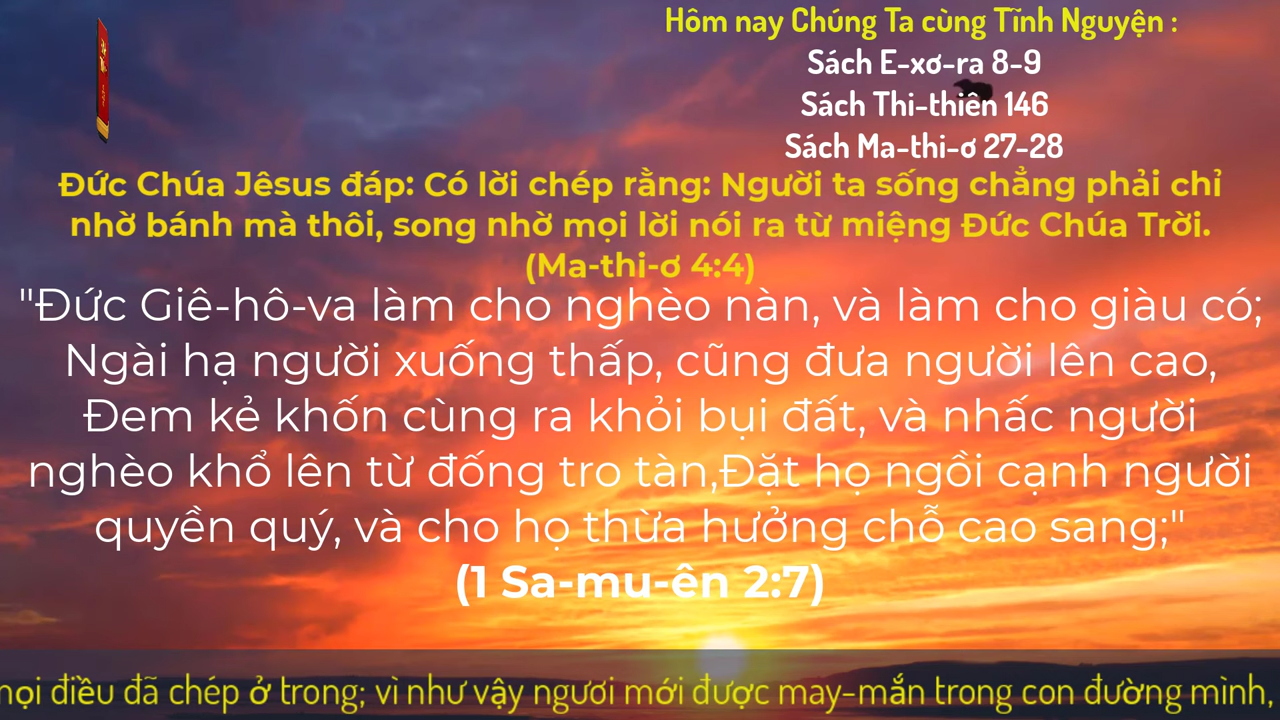 Hôm nay Chúng Ta cùng Tĩnh Nguyện :
Sách E-xơ-ra 8-9
Sách Thi-thiên 146
Sách Ma-thi-ơ 27-28
Đức Chúa Jêsus đáp: Có lời chép rằng: Người ta sống chẳng phải chỉ
nhờ bánh mà thôi, song nhờ mọi lời nói ra từ miệng Đức Chúa Trời.
(Ma-thi-ơ 4:4)
"Đức Giê-hô-va làm cho nghèo nàn, và làm cho giàu có;
Ngài hạ người xuống thấp, cũng đưa người lên cao,
Đem kẻ khốn cùng ra khỏi bụi đất, và nhấc người
nghèo khổ lên từ đống tro tàn,Đặt họ ngồi cạnh người
quyền quý, và cho họ thừa hưởng chỗ cao sang;"
(1 Sa-mu-ên 2:7)
điều đã chép ở trong; vì như vậy ngươi mới được may-mắn trong con đường mình,